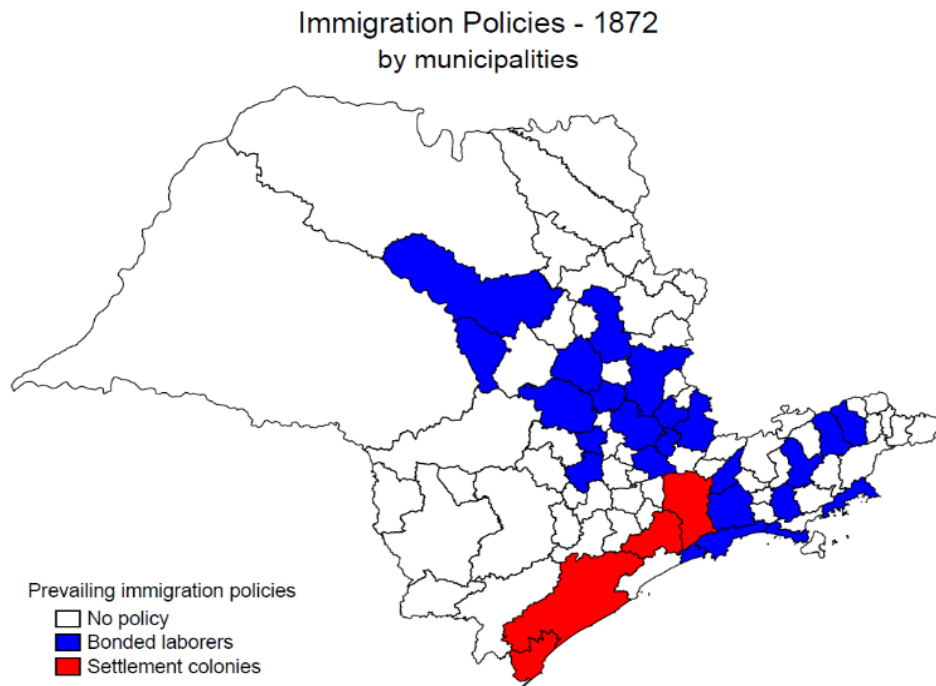 Immigration Policies - 1872
by municipalities
Prevailing immigration policies
No policy
Bonded laborers
Settlement colonies